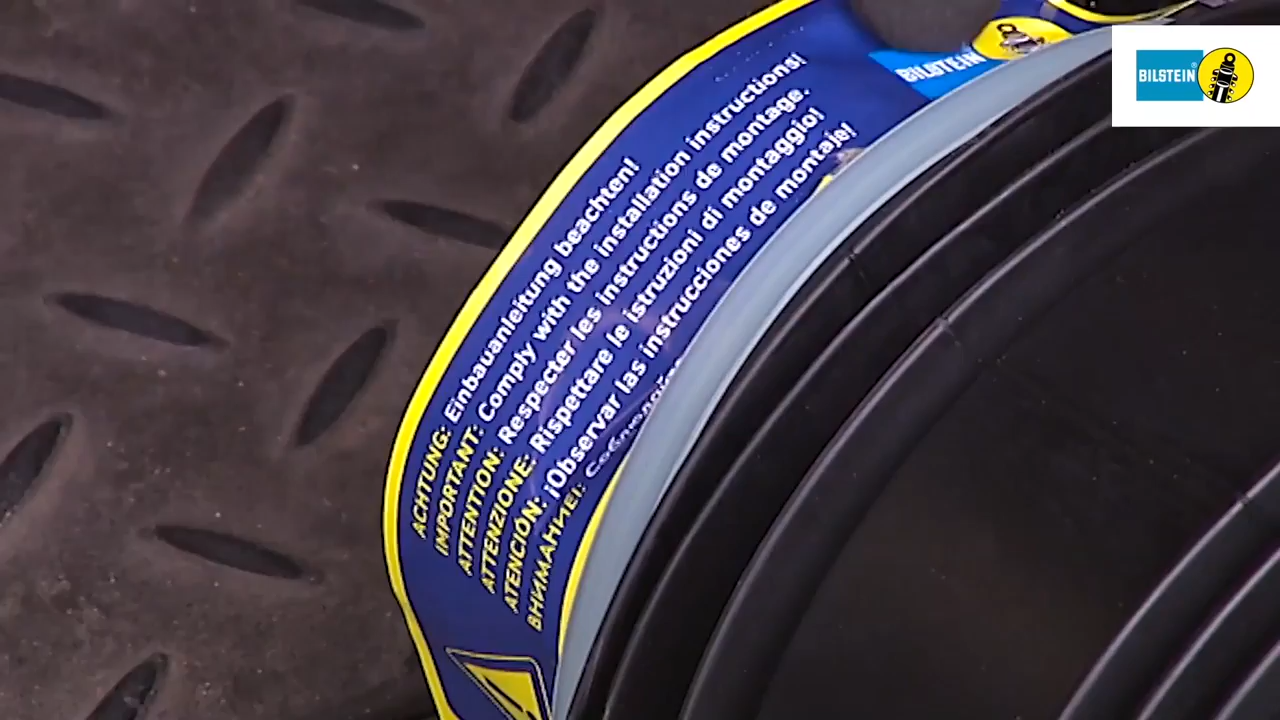 BILSTEIN
BILSTEIN
ACHTUNG: Einbauanleitung beachten!
IMPORTANT: Comply with the installation instructions!
ATTENTION: Respecter les instructions de montage.
ATTENZIONE: Rispettare le istruzioni di montaggio!
ATENCIÓN: ¡Observar las instrucciones de montaje!
ВНИМАНИЕ!: